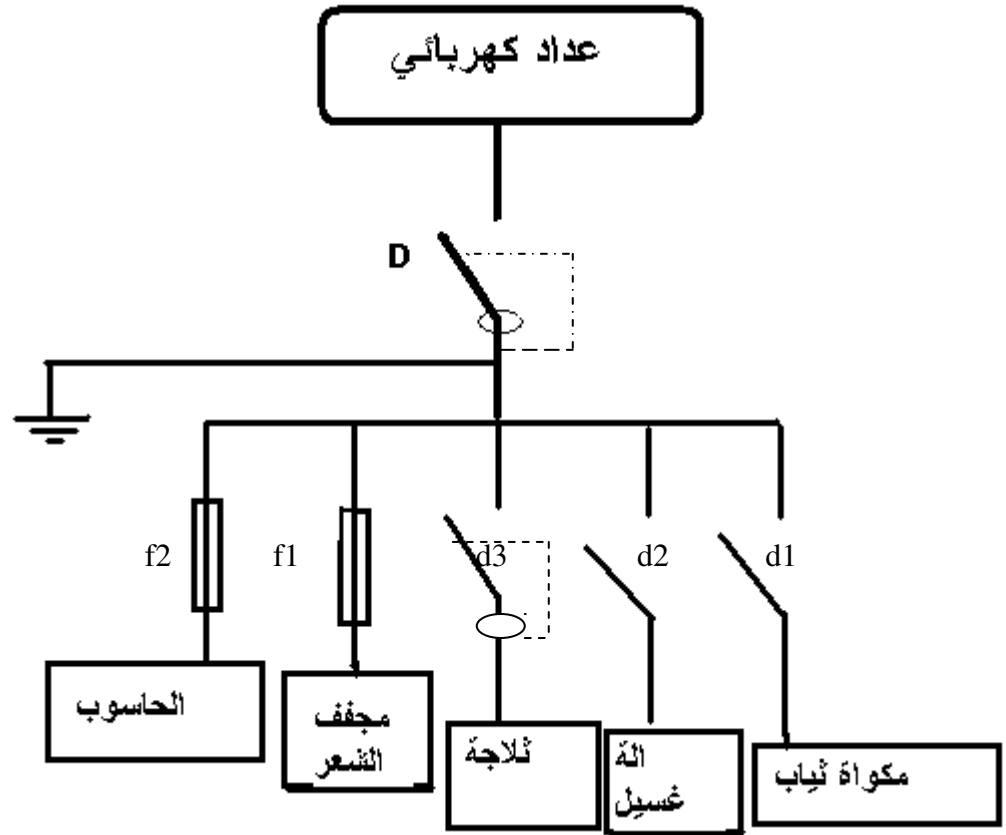 عداد كهربائي
D
f2
f1
d3
d2
d1
الحاسوب
مجفف
الشعر
ثلاجة
الة
غسيل
مكواة ثياب